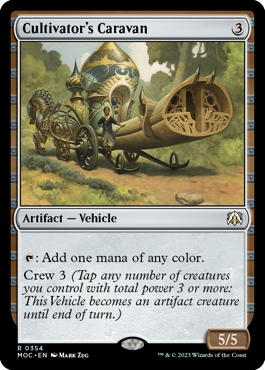 Cultivator's Caravan 3
Artifact — Vehicle
: Add one mana of any color.
Crew 3 (Tap any number of creatures
you control with total power 3 or more:
This Vehicle becomes an artifact creature
until end of turn.)
5/5
R 0354
MOC • EN MARK ZUG
™ & © 2023 Wizards of the Coast